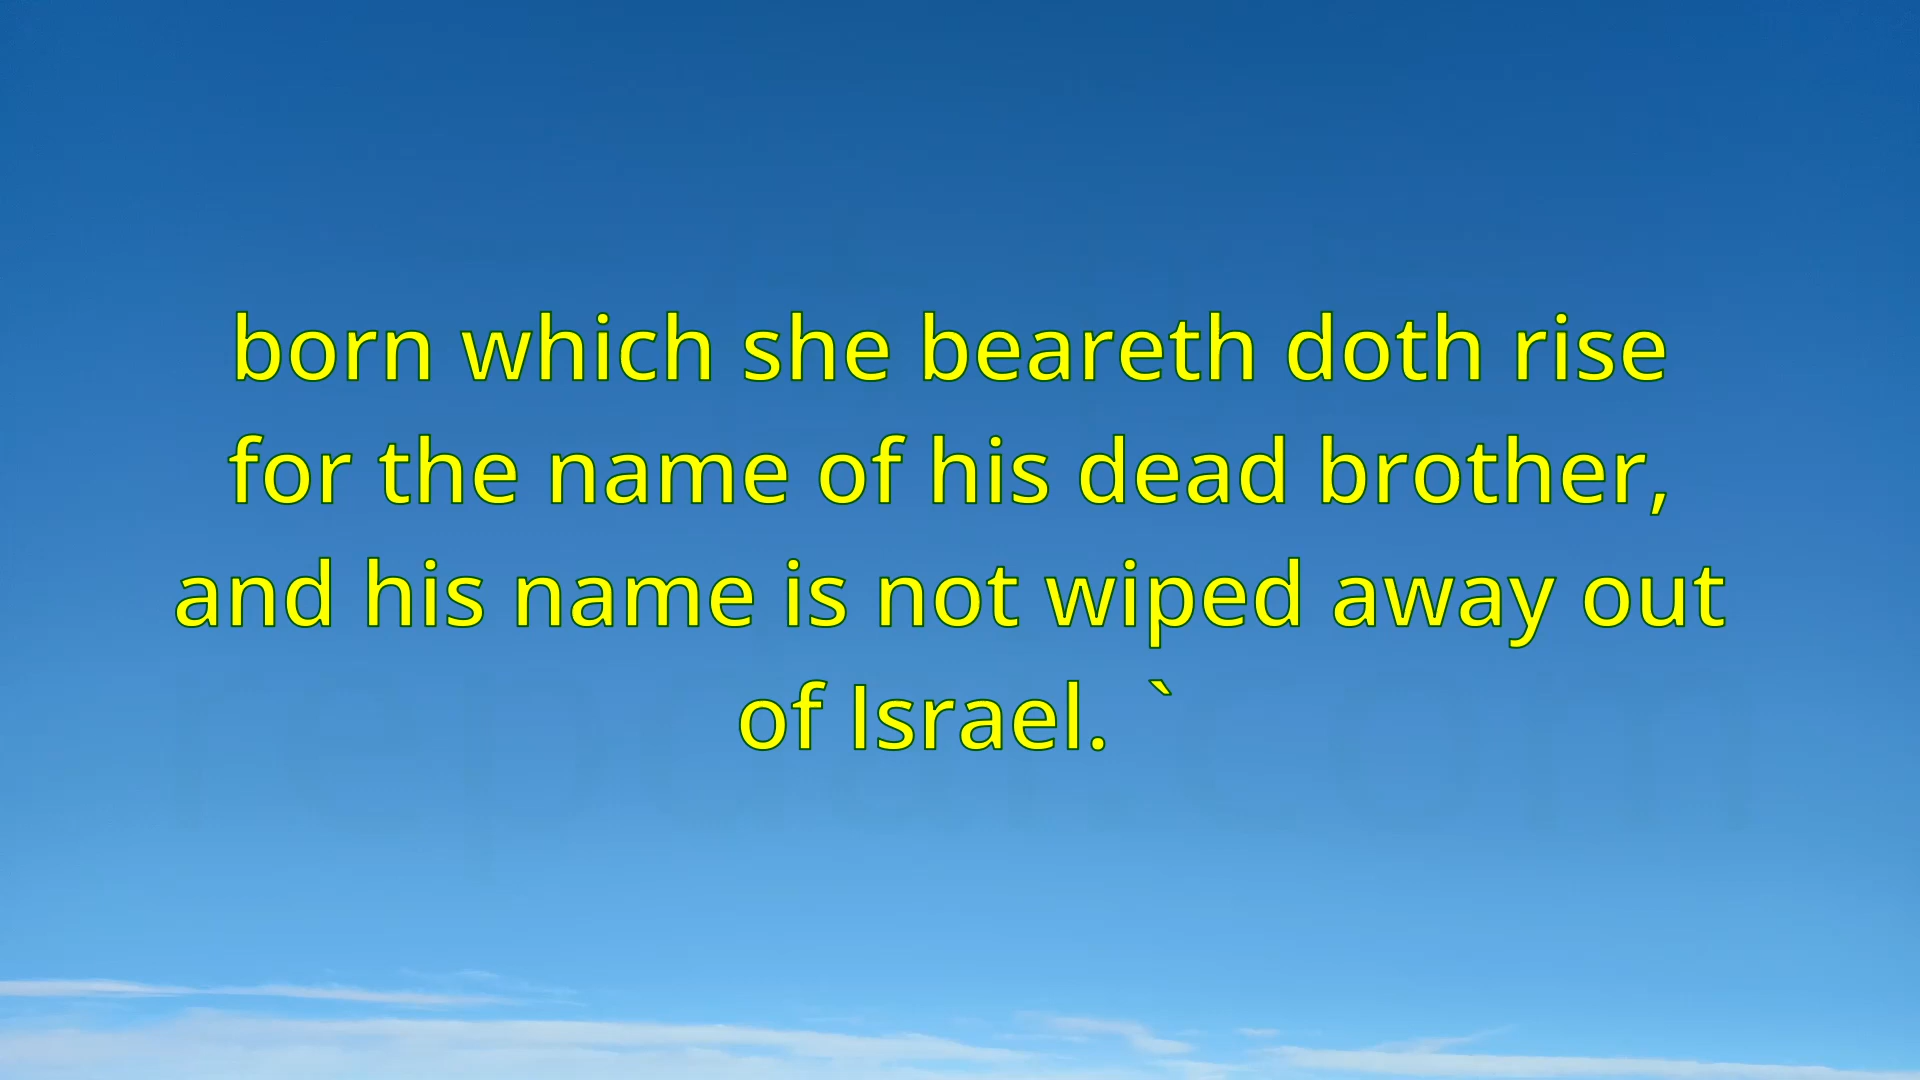 born which she beareth doth rise
for the name of his dead brother,
and his name is not wiped away out
of Israel. `